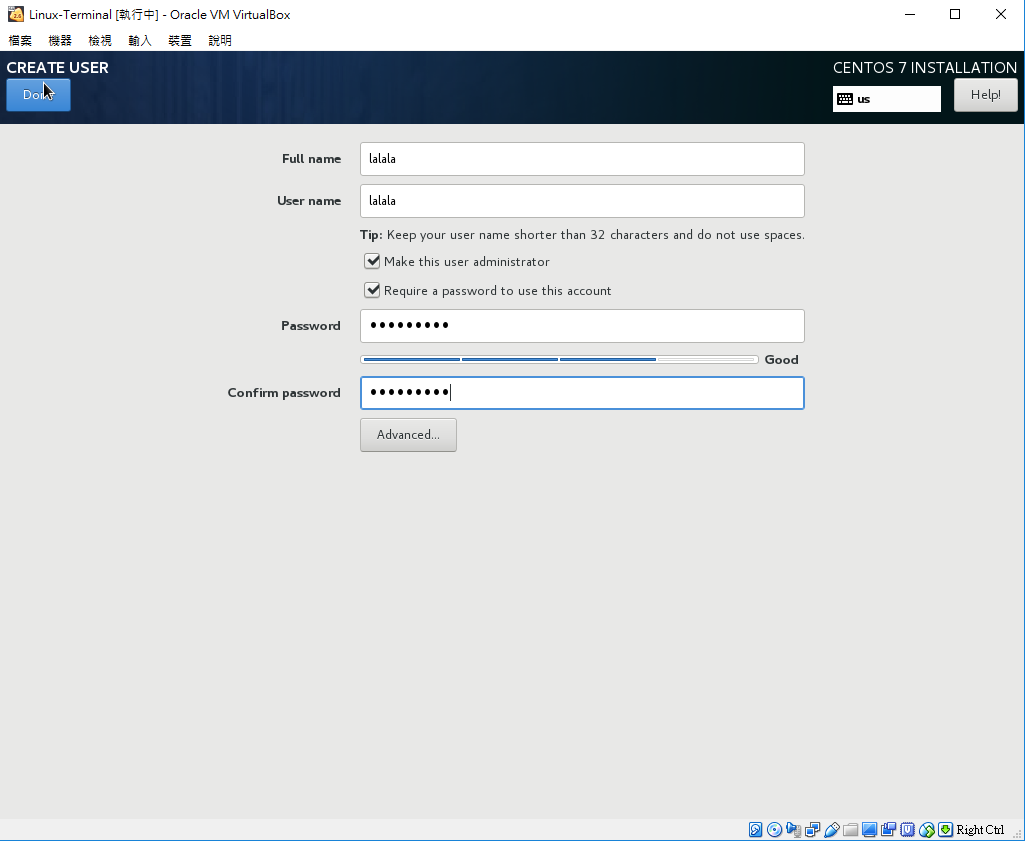 Linux-Terminal [執行中] - Oracle VM VirtualBox
檔案 機器 檢視 輸入 裝置 說明
CREATE USER
CENTOS 7 INSTALLATION
Done
us
Help!
Full name
lalala
User name
lalala
Tip: Keep your user name shorter than 32 characters and do not use spaces.
Make this user administrator
Require a password to use this account
Password
●●●●●●●●●
Good
Confirm password
●●●●●●●●●
Advanced...
Right Ctrl